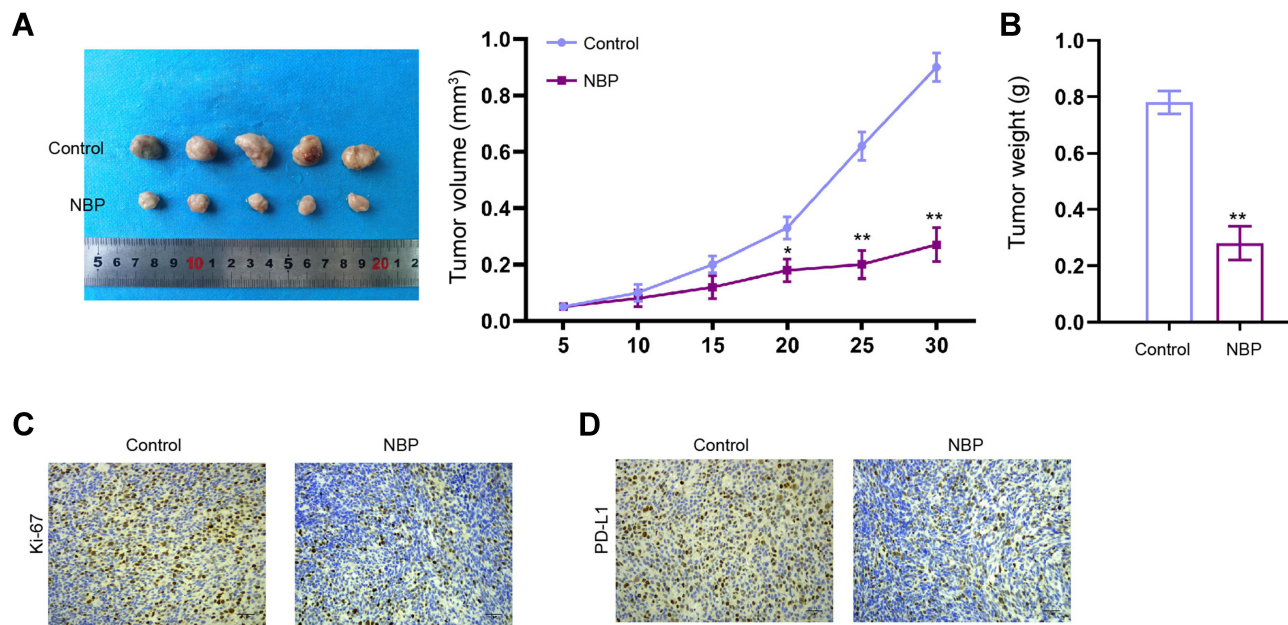 A
Control
NBP
5 6 7 8 9 10 1 2 3 4 5 6 7 8 9 20 1 2
Tumor volume (mm³)
1.0
0.8
0.6
0.4
0.2
0.0
Control
NBP
*
**
**
5 10 15 20 25 30
B
Tumor weight (g)
1.0
0.8
0.6
0.4
0.2
0.0
**
Control NBP
C
Control NBP
Ki-67
D
Control NBP
PD-L1